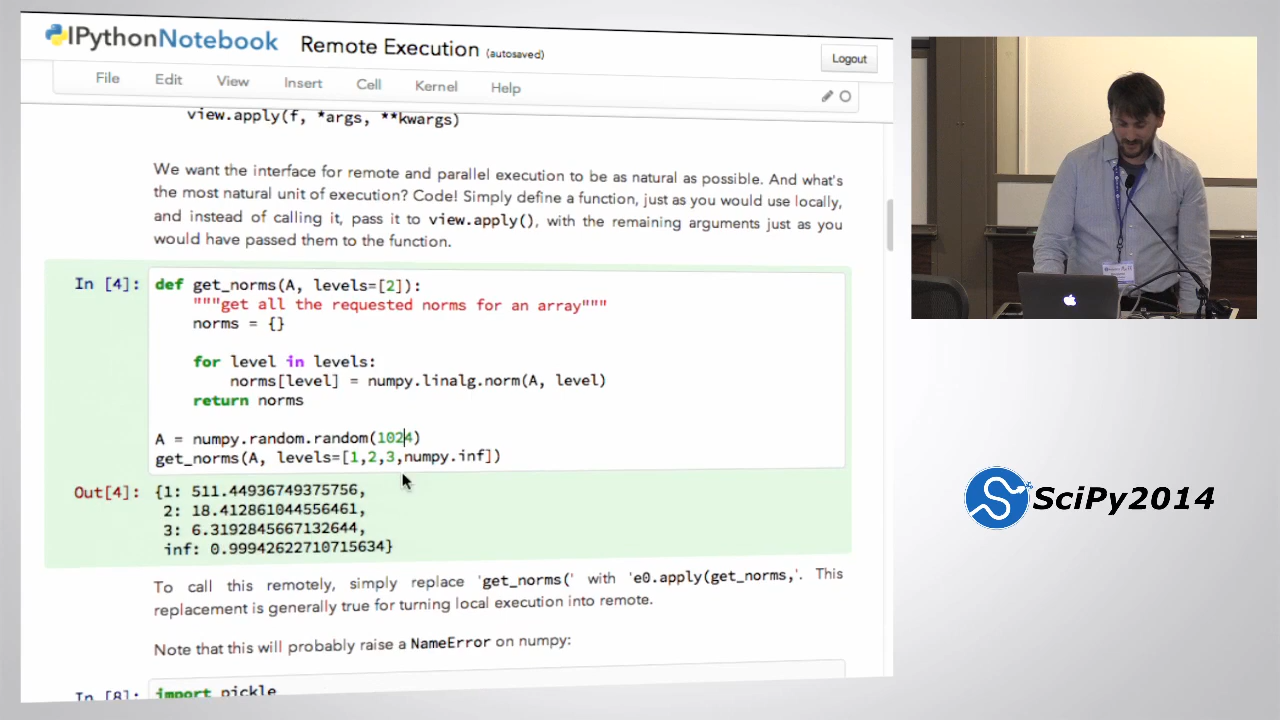 IPythonNotebook Remote Execution (autosaved) Logout
File Edit View Insert Cell Kernel Help
view.apply(f, *args, **kwargs)
We want the interface for remote and parallel execution to be as natural as possible. And what's
the most natural unit of execution? Code! Simply define a function, just as you would use locally,
and instead of calling it, pass it to view.apply(), with the remaining arguments just as you
would have passed them to the function.
In [4]: def get_norms(A, levels=[2]):
"""get all the requested norms for an array"""
norms = {}
for level in levels:
norms[level] = numpy.linalg.norm(A, level)
return norms
A = numpy.random.random(1024)
get_norms(A, levels=[1,2,3,numpy.inf])
Out[4]: {1: 511.44936749375756,
2: 18.412861044556461,
3: 6.3192845667132644,
inf: 0.99942622710715634}
To call this remotely, simply replace 'get_norms(' with 'e0.apply(get_norms,'. This
replacement is generally true for turning local execution into remote.
Note that this will probably raise a NameError on numpy:
In [8]: import pickle
SciPy2014